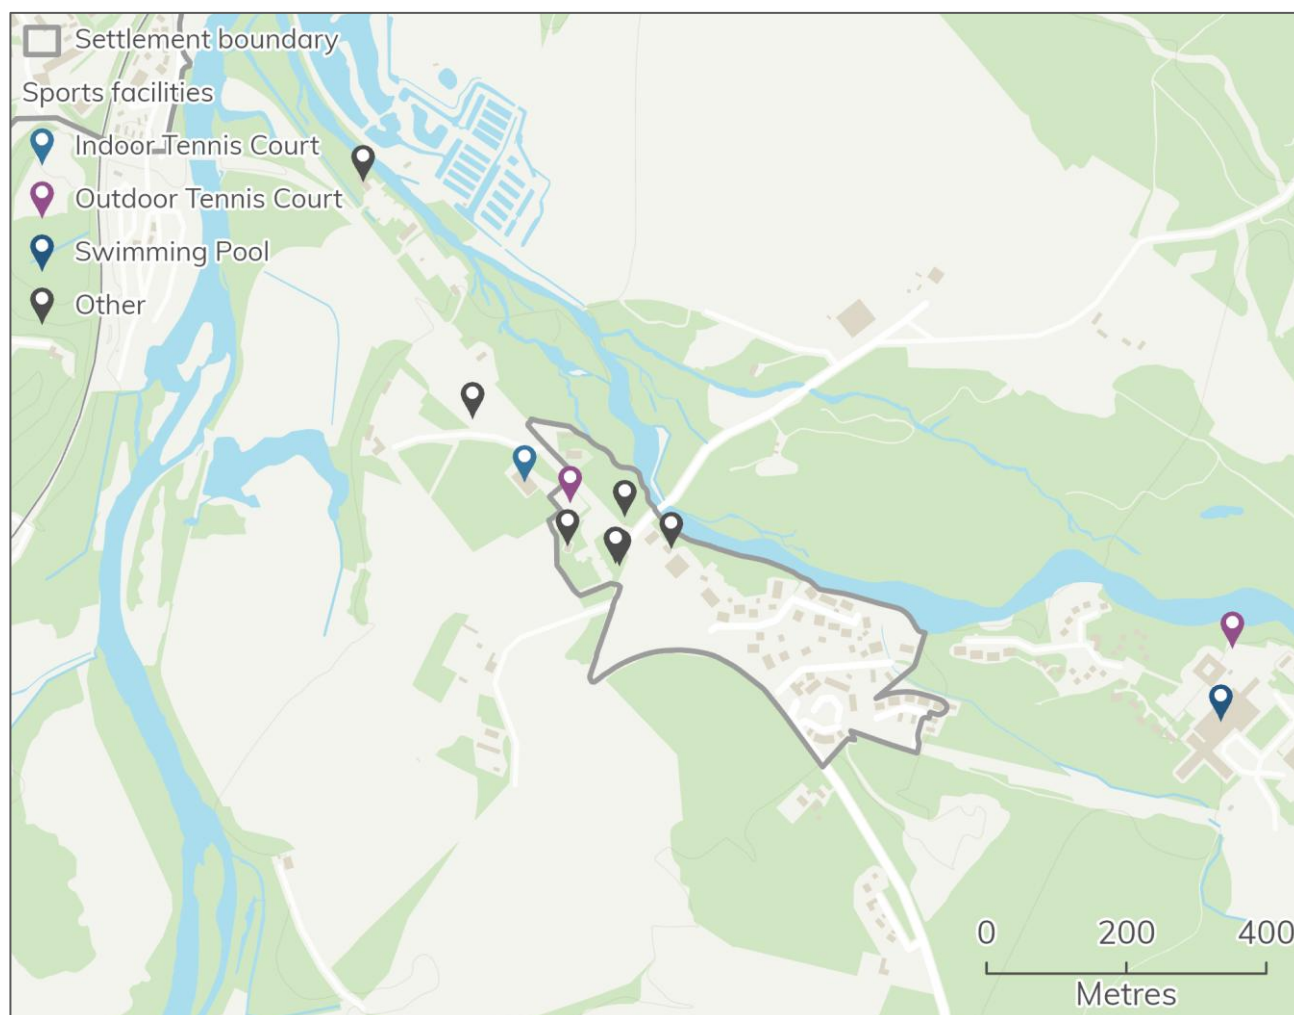 Settlement boundary
Sports facilities
Indoor Tennis Court
Outdoor Tennis Court
Swimming Pool
Other
0 200 400
Metres